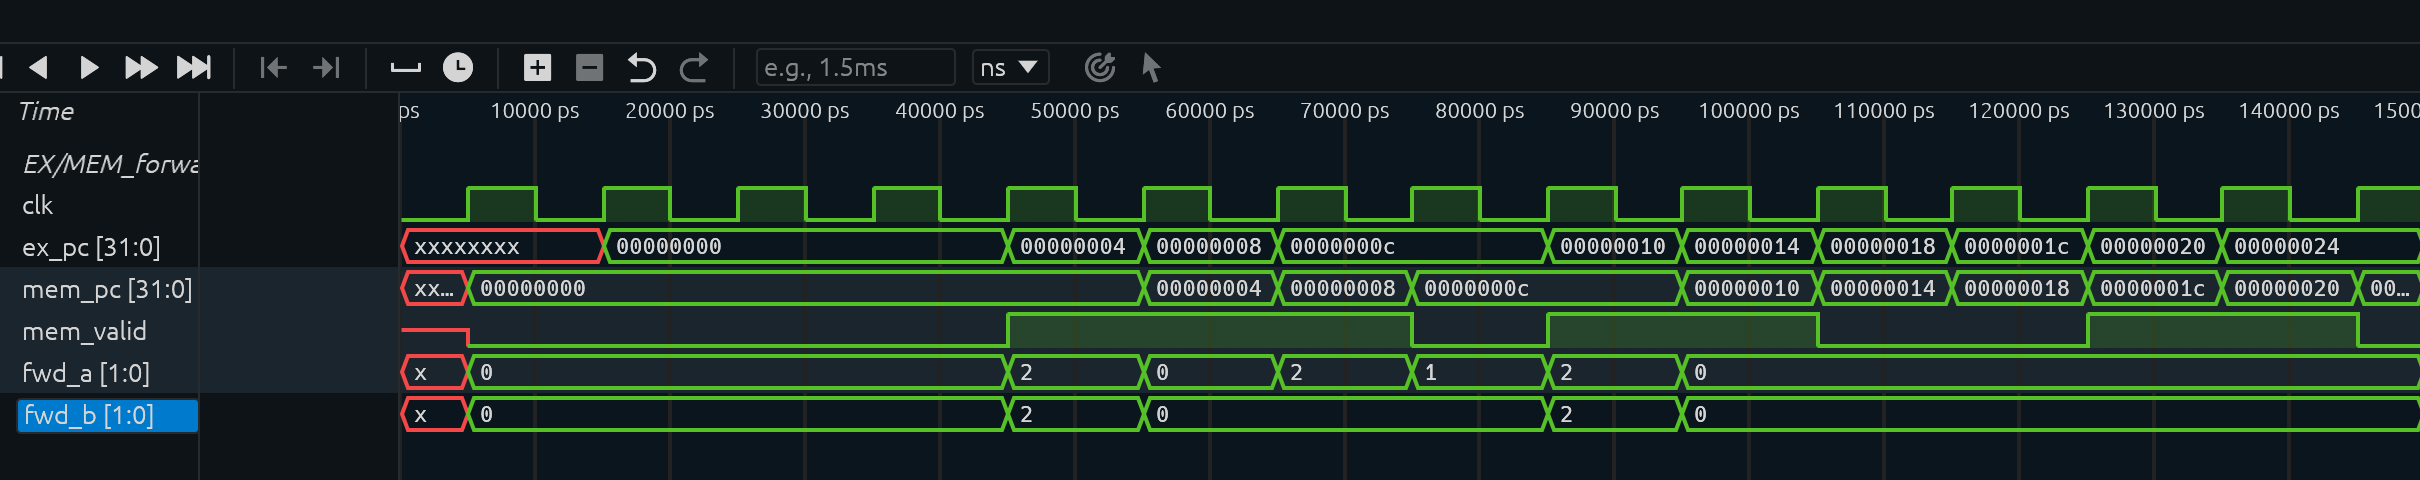 e.g., 1.5ms ns
Time ps 10000 ps 20000 ps 30000 ps 40000 ps 50000 ps 60000 ps 70000 ps 80000 ps 90000 ps 100000 ps 110000 ps 120000 ps 130000 ps 140000 ps 1500
EX/MEM_forwa
clk
ex_pc [31:0] xxxxxxxx 00000000 00000004 00000008 0000000c 00000010 00000014 00000018 0000001c 00000020 00000024
mem_pc [31:0] xx... 00000000 00000004 00000008 0000000c 00000010 00000014 00000018 0000001c 00000020 00...
mem_valid
fwd_a [1:0] x 0 2 0 2 1 2 0
fwd_b [1:0] x 0 2 0 2 0